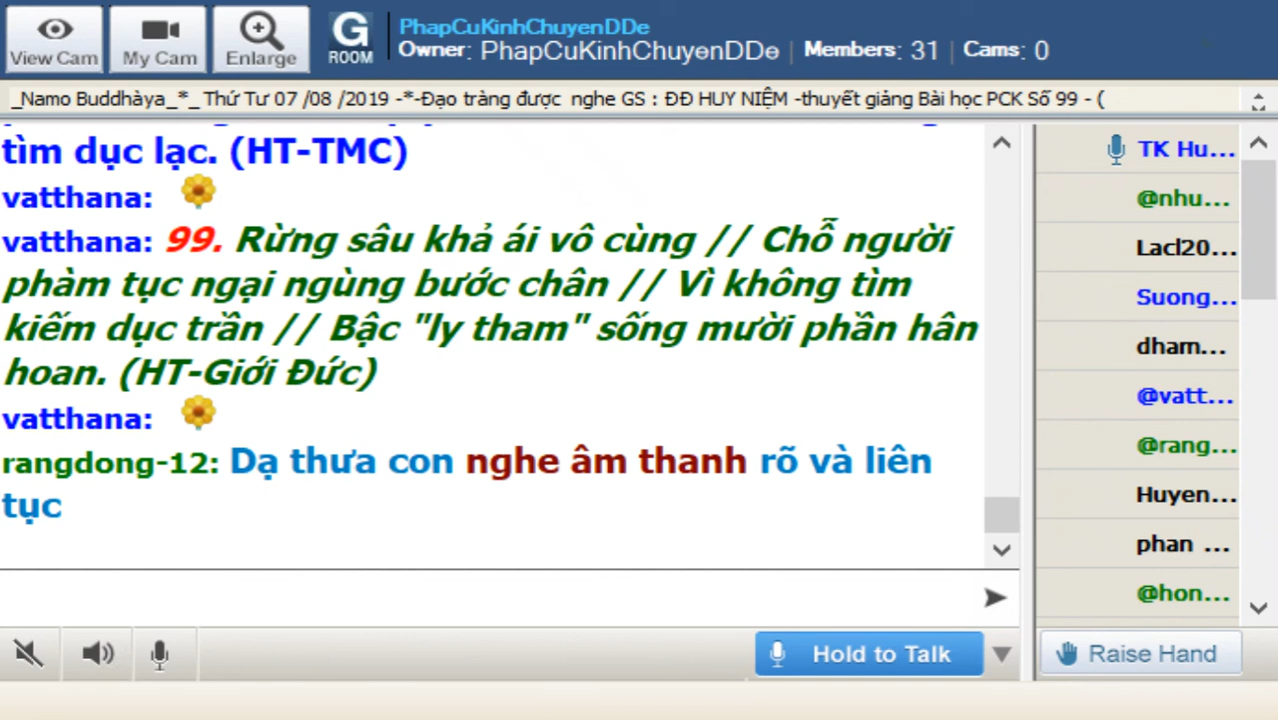 View Cam
My Cam
Enlarge
G
ROOM
PhapCuKinhChuyenDDe
Owner: PhapCuKinhChuyenDDe | Members: 31 | Cams: 0
_Namo Buddhàya_*_ Thứ Tư 07 /08 /2019 -*-Đạo tràng được nghe GS : ĐĐ HUY NIỆM -thuyết giảng Bài học PCK Số 99 - (
tìm dục lạc. (HT-TMC)
vatthana:
vatthana: 99. Rừng sâu khả ái vô cùng // Chỗ người
phàm tục ngại ngùng bước chân // Vì không tìm
kiếm dục trần // Bậc "ly tham" sống mười phần hân
hoan. (HT-Giới Đức)
vatthana:
rangdong-12: Dạ thưa con nghe âm thanh rõ và liên
tục
TK Hu...
@nhu...
Lacl20...
Suong...
dham...
@vatt...
@rang...
Huyen...
phan ...
@hon...
Hold to Talk
Raise Hand